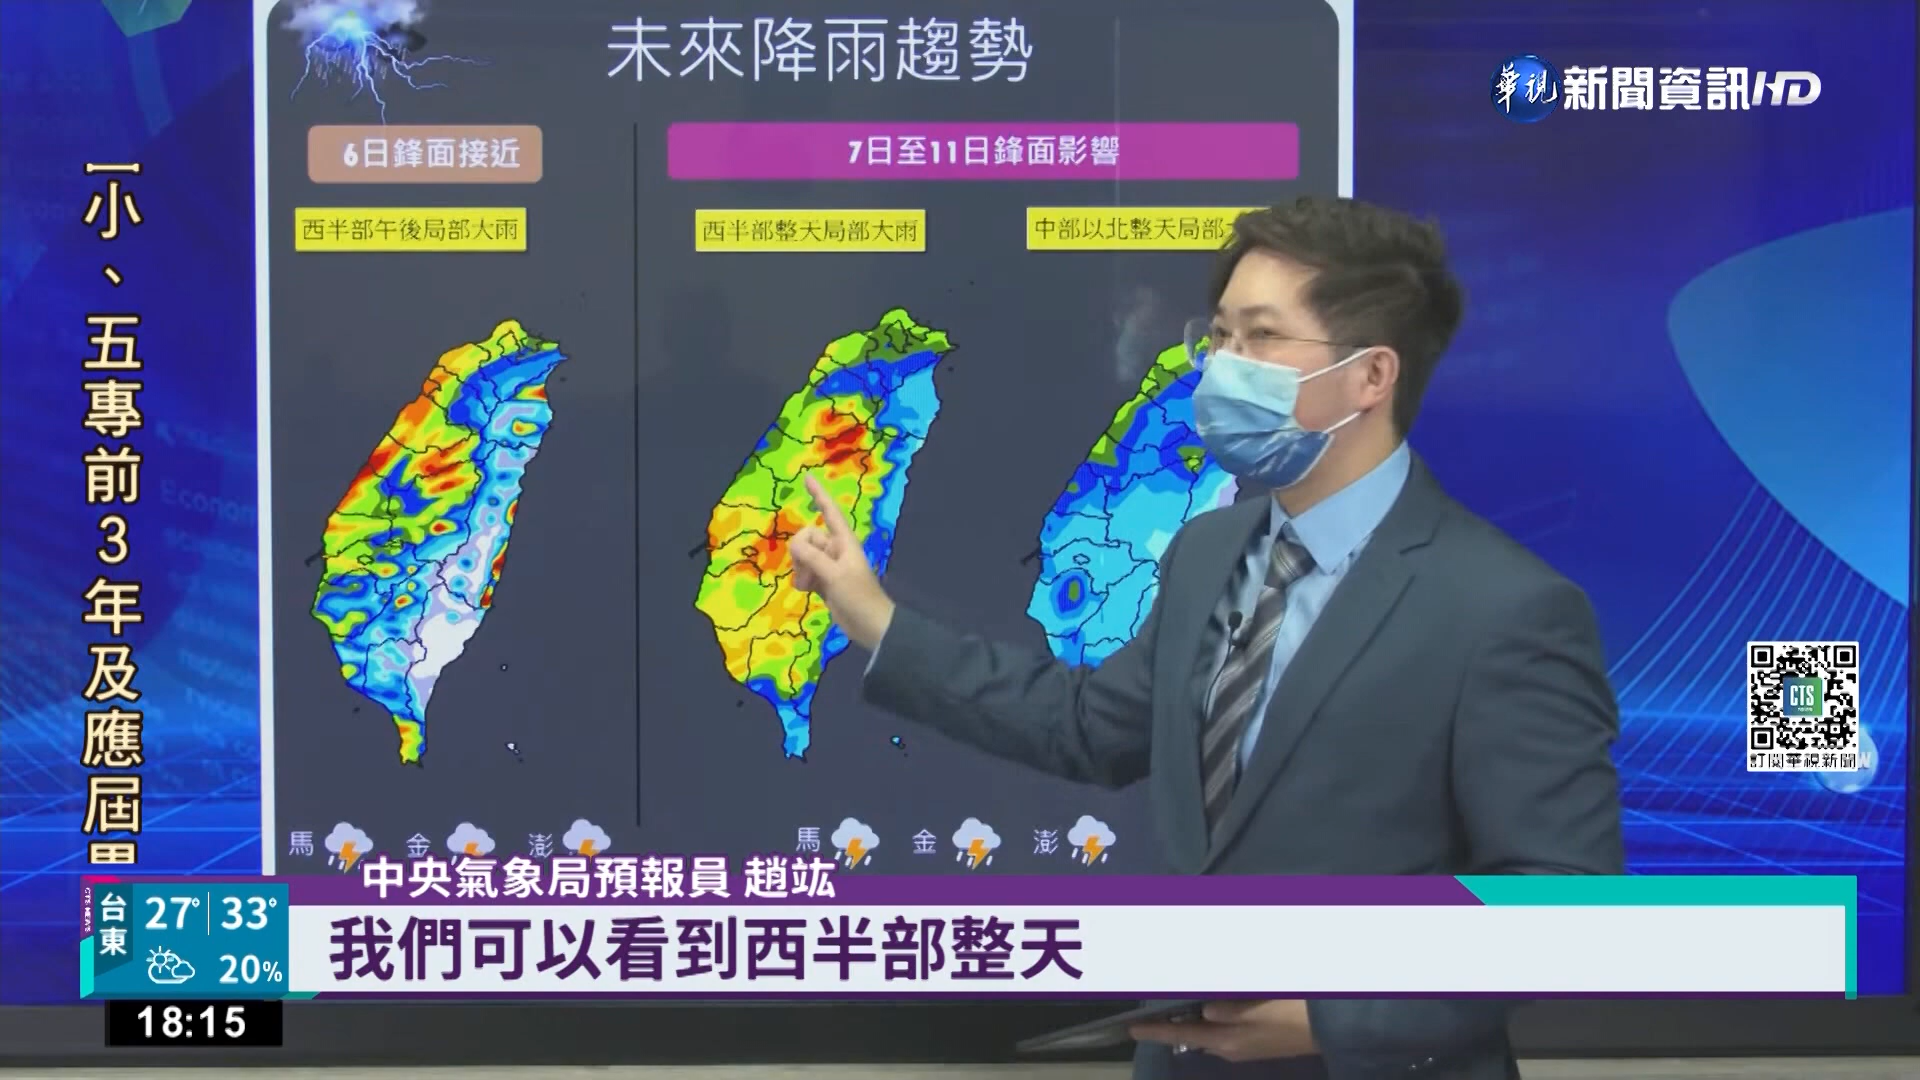 未來降雨趨勢
華視 新聞資訊HD
6日鋒面接近
7日至11日鋒面影響
西半部午後局部大雨
西半部整天局部大雨
中部以北整天局部
小、五專前3年及應屆
CTS
訂閱華視新聞
馬 金 澎
馬 金 澎
中央氣象局預報員 趙竑
我們可以看到西半部整天
台東
27° 33°
20%
18:15